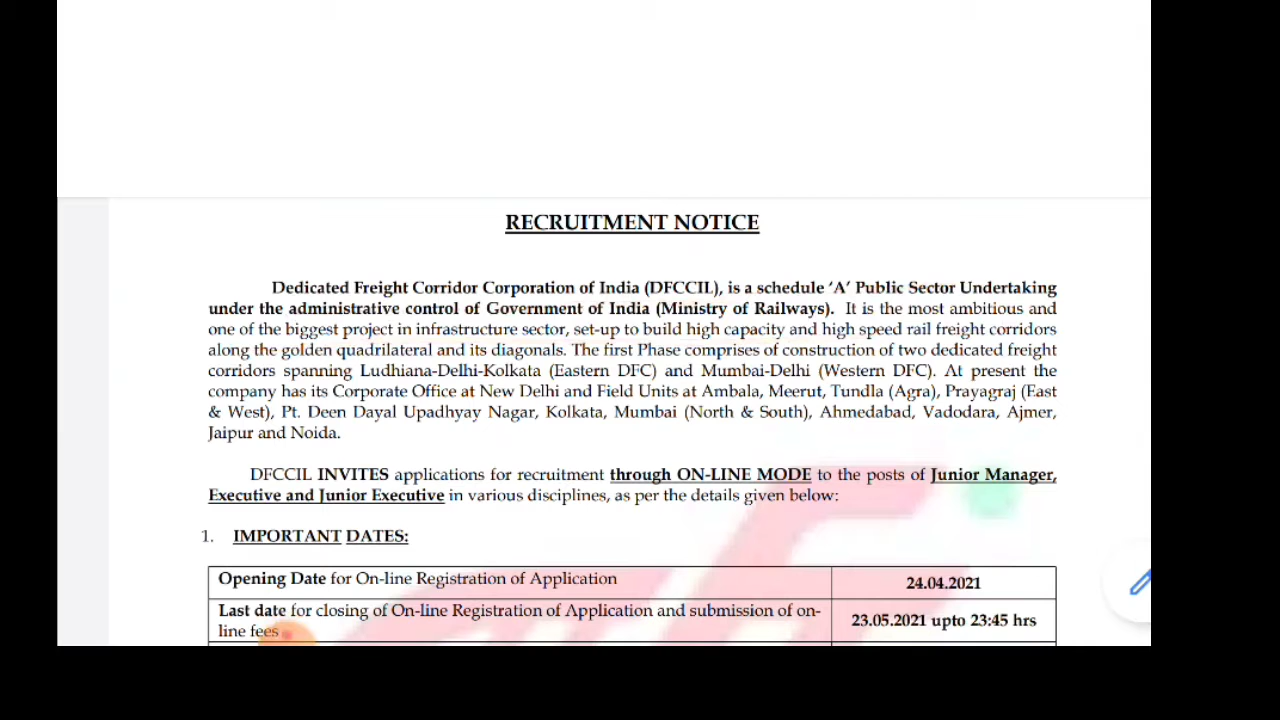 RECRUITMENT NOTICE
Dedicated Freight Corridor Corporation of India (DFCCIL), is a schedule ‘A’ Public Sector Undertaking
under the administrative control of Government of India (Ministry of Railways). It is the most ambitious and
one of the biggest project in infrastructure sector, set-up to build high capacity and high speed rail freight corridors
along the golden quadrilateral and its diagonals. The first Phase comprises of construction of two dedicated freight
corridors spanning Ludhiana-Delhi-Kolkata (Eastern DFC) and Mumbai-Delhi (Western DFC). At present the
company has its Corporate Office at New Delhi and Field Units at Ambala, Meerut, Tundla (Agra), Prayagraj (East
& West), Pt. Deen Dayal Upadhyay Nagar, Kolkata, Mumbai (North & South), Ahmedabad, Vadodara, Ajmer,
Jaipur and Noida.
DFCCIL INVITES applications for recruitment through ON-LINE MODE to the posts of Junior Manager,
Executive and Junior Executive in various disciplines, as per the details given below:
1. IMPORTANT DATES:
Opening Date for On-line Registration of Application 24.04.2021
Last date for closing of On-line Registration of Application and submission of on-
line fees 23.05.2021 upto 23:45 hrs